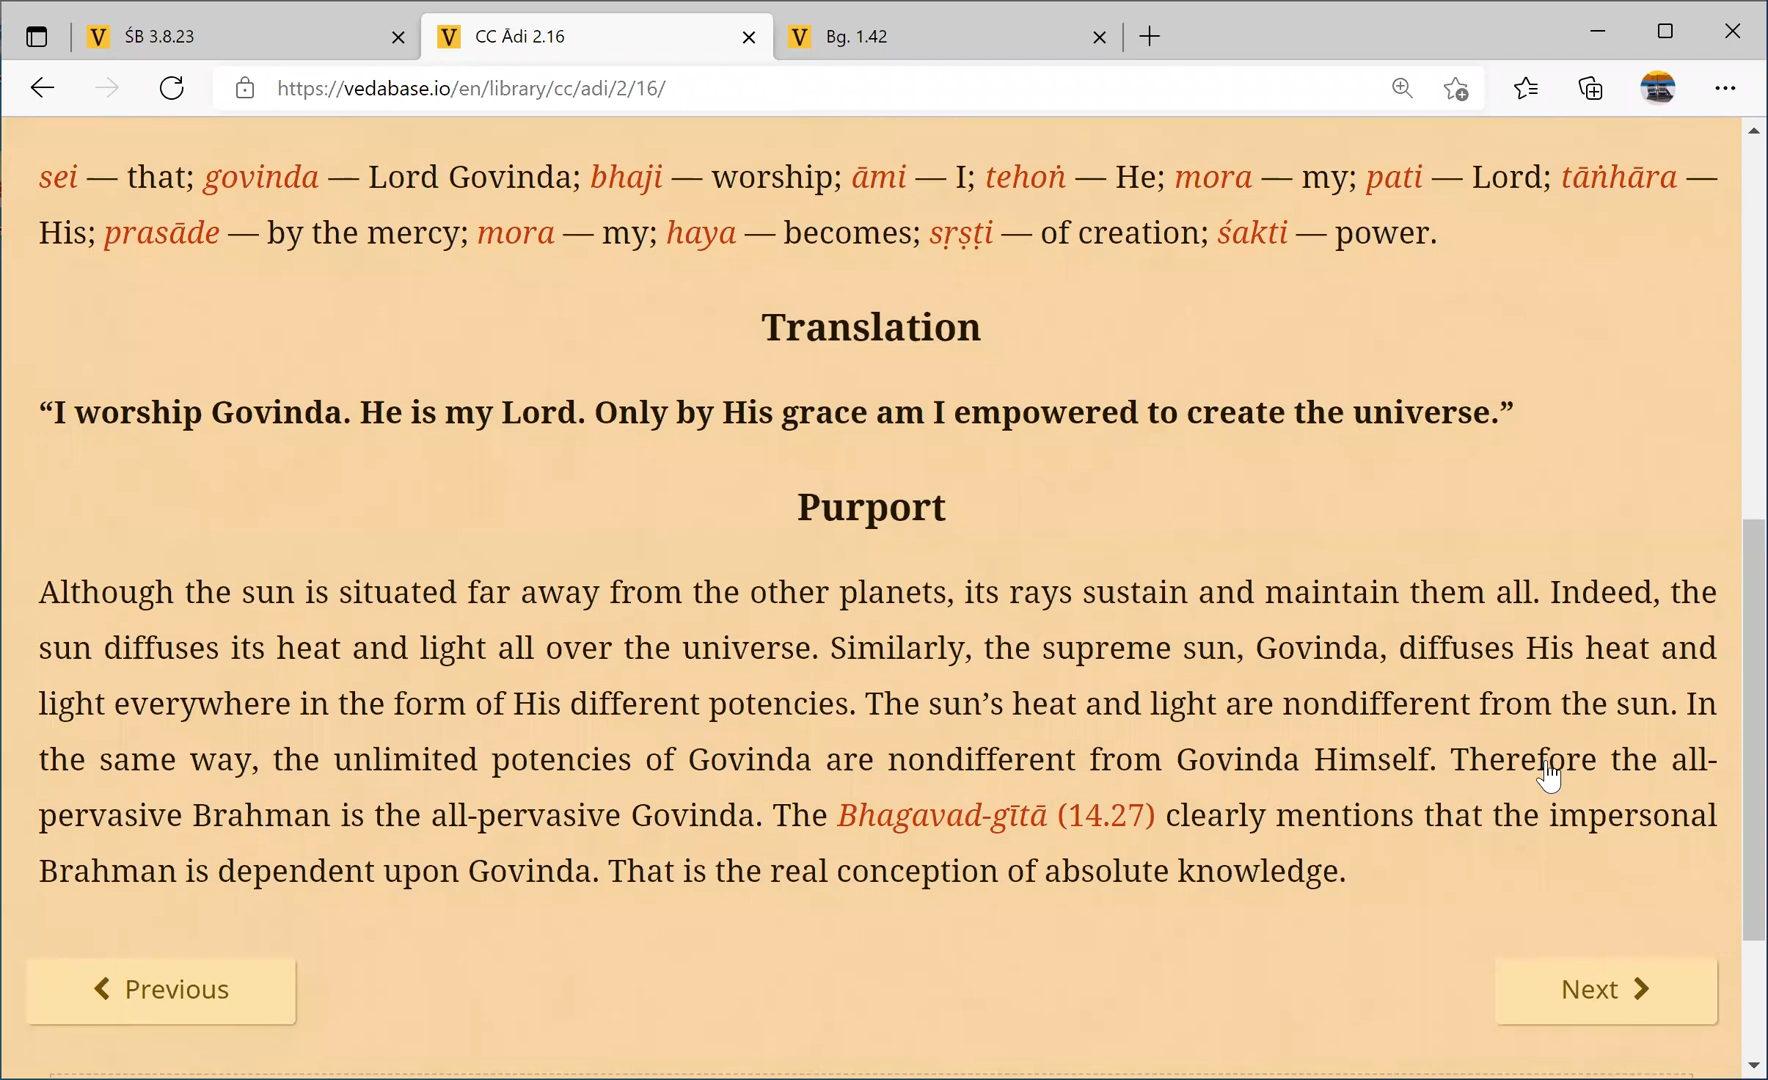 ŚB 3.8.23
CC Ādi 2.16
Bg. 1.42
https://vedabase.io/en/library/cc/adi/2/16/
sei — that; govinda — Lord Govinda; bhaji — worship; āmi — I; tehoṅ — He; mora — my; pati — Lord; tāṅhāra —
His; prasāde — by the mercy; mora — my; haya — becomes; sṛṣṭi — of creation; śakti — power.
Translation
“I worship Govinda. He is my Lord. Only by His grace am I empowered to create the universe.”
Purport
Although the sun is situated far away from the other planets, its rays sustain and maintain them all. Indeed, the
sun diffuses its heat and light all over the universe. Similarly, the supreme sun, Govinda, diffuses His heat and
light everywhere in the form of His different potencies. The sun’s heat and light are nondifferent from the sun. In
the same way, the unlimited potencies of Govinda are nondifferent from Govinda Himself. Therefore the all-
pervasive Brahman is the all-pervasive Govinda. The Bhagavad-gītā (14.27) clearly mentions that the impersonal
Brahman is dependent upon Govinda. That is the real conception of absolute knowledge.
Previous
Next